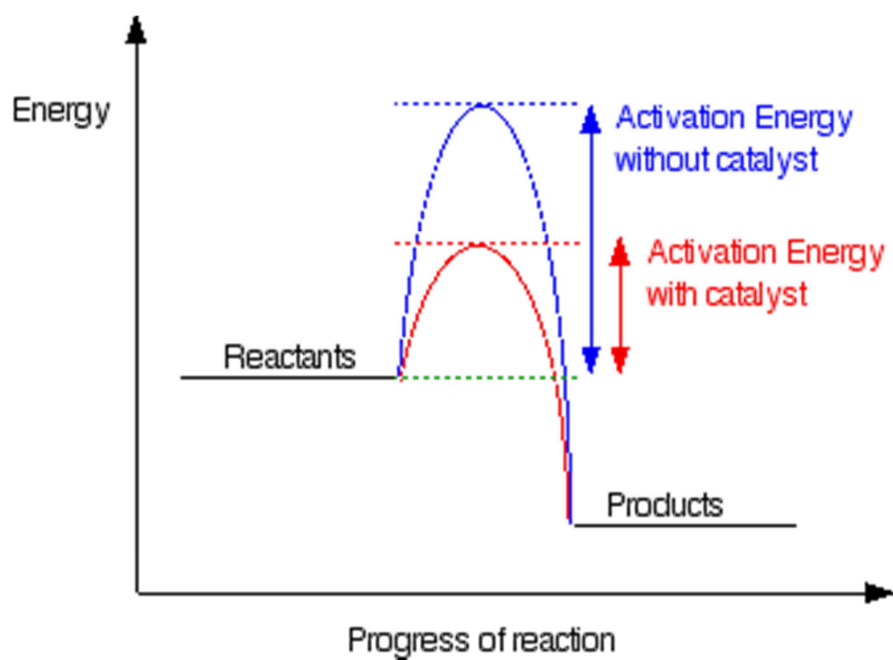 Energy
Activation Energy
without catalyst
Activation Energy
with catalyst
Reactants
Products
Progress of reaction